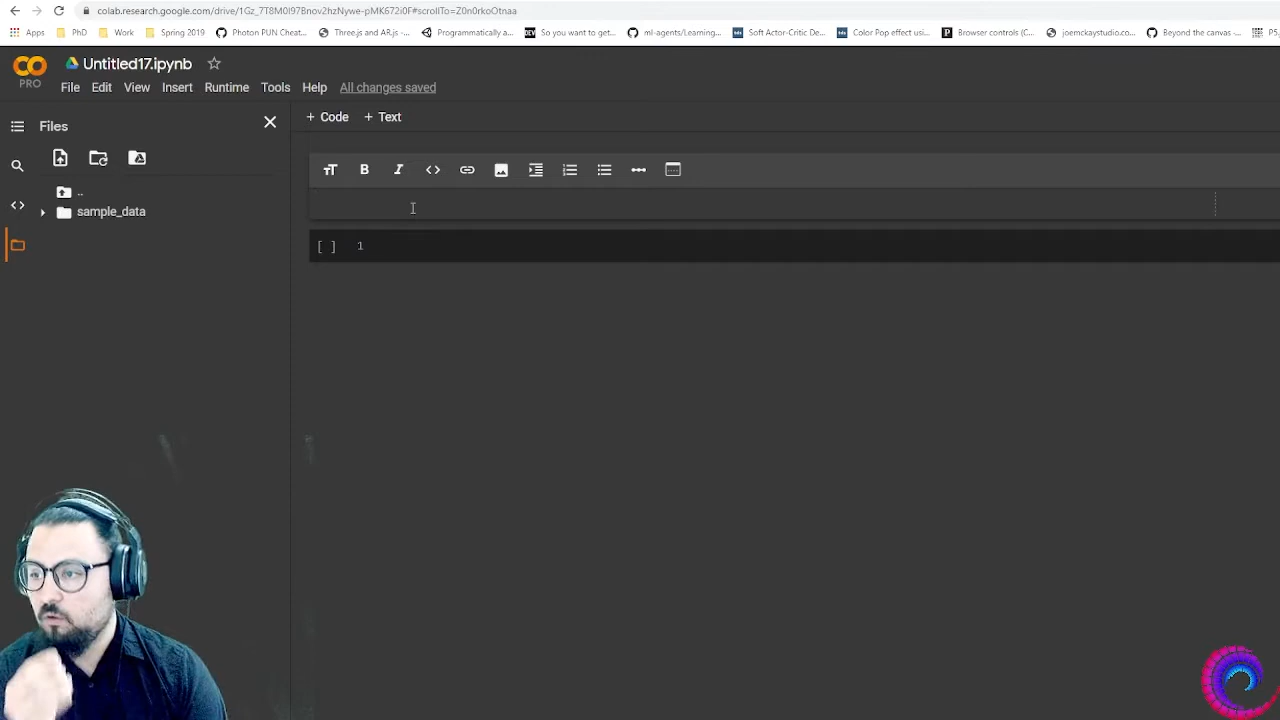 colab.research.google.com/drive/1Gz_7T8M0I97Bnov2hzNywe-pMK672i0F#scrollTo=Z0n0rkoOtnaa
Apps PhD Work Spring 2019 Photon PUN Cheat... Three.js and AR.js -... Programmatically a... So you want to get... ml-agents/Learning... Soft Actor-Critic De... Color Pop effect usi... Browser controls (C... joemckaystudio.co... Beyond the canvas -... P5
CO PRO
Untitled17.ipynb
File Edit View Insert Runtime Tools Help All changes saved
Files
+ Code + Text
..
sample_data
[ ] 1